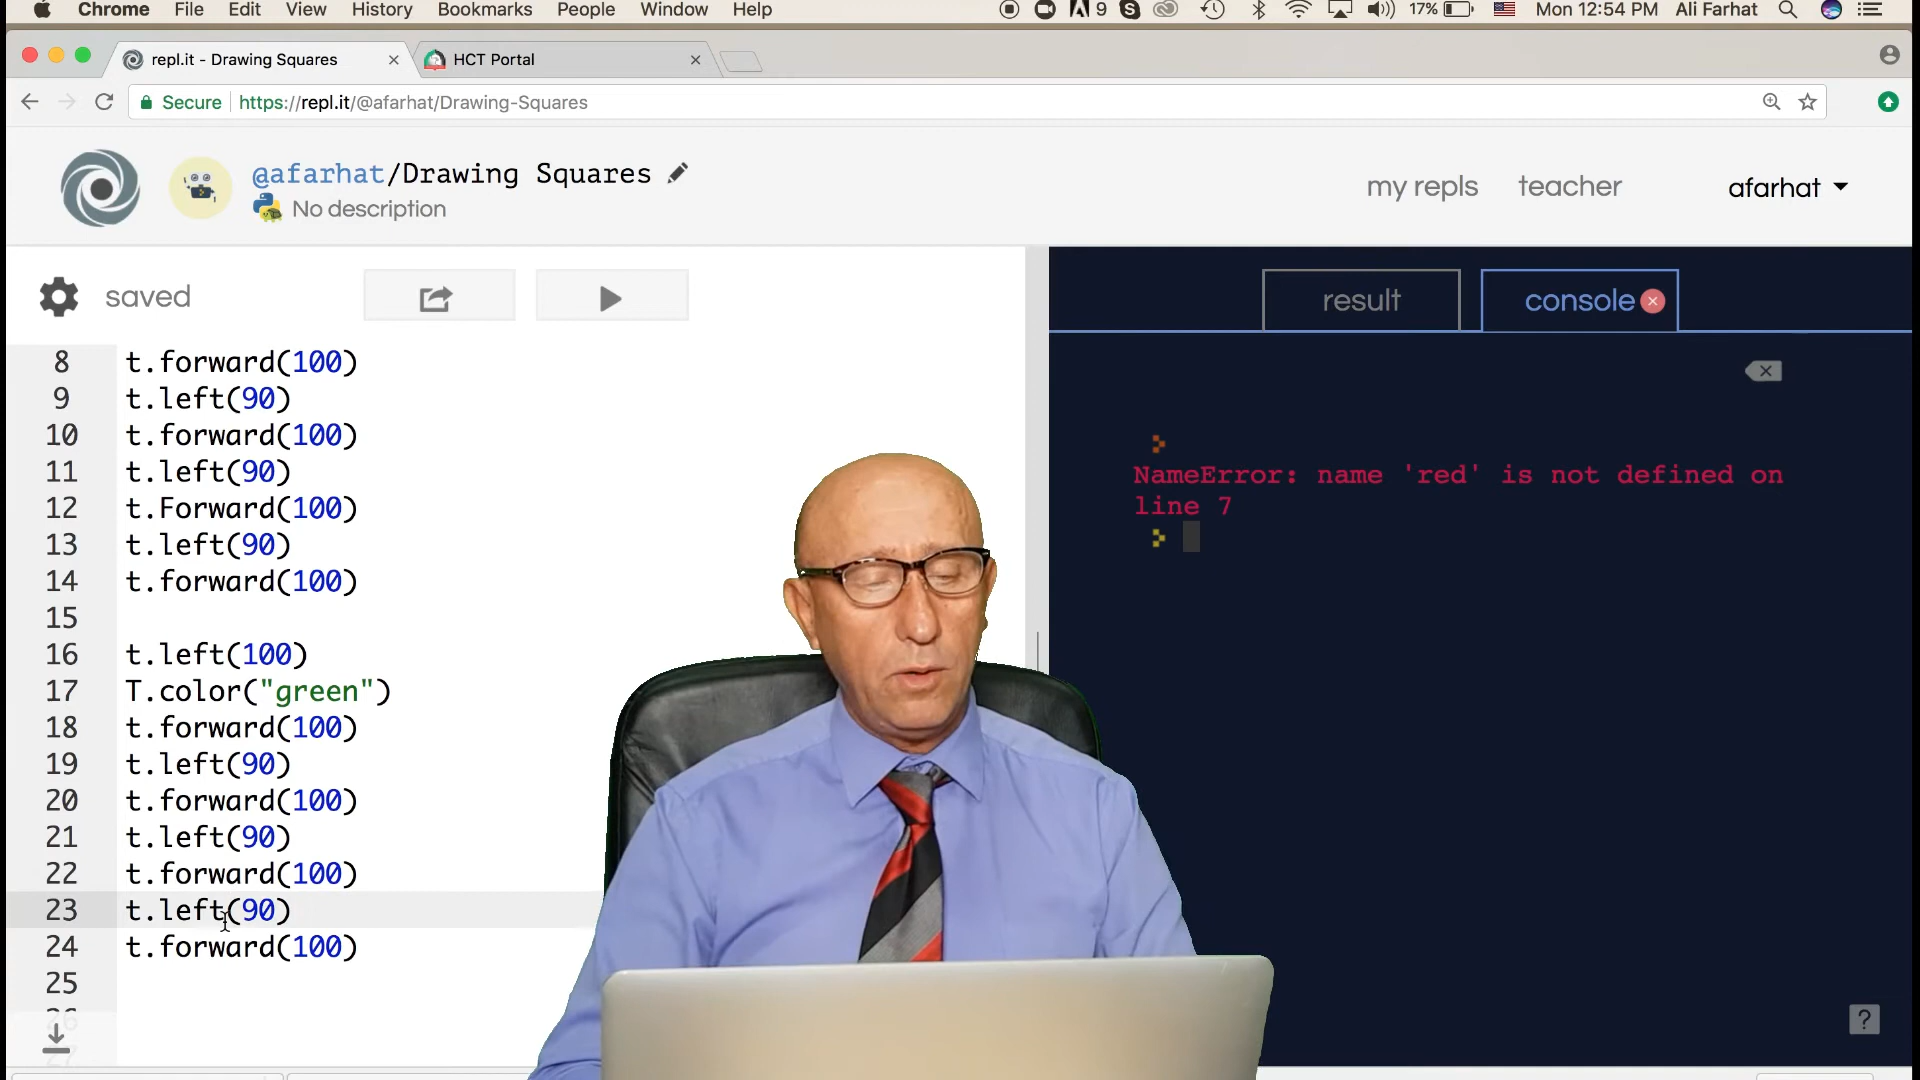 Chrome File Edit View History Bookmarks People Window Help 9 17% Mon 12:54 PM Ali Farhat
repl.it - Drawing Squares
HCT Portal
Secure https://repl.it/@afarhat/Drawing-Squares
@afarhat/Drawing Squares
No description
my repls teacher afarhat
saved
result console
8 t.forward(100)
9 t.left(90)
10 t.forward(100)
11 t.left(90)
12 t.Forward(100)
13 t.left(90)
14 t.forward(100)
15
16 t.left(100)
17 T.color("green")
18 t.forward(100)
19 t.left(90)
20 t.forward(100)
21 t.left(90)
22 t.forward(100)
23 t.left(90)
24 t.forward(100)
25
26
27
NameError: name 'red' is not defined on
line 7
?